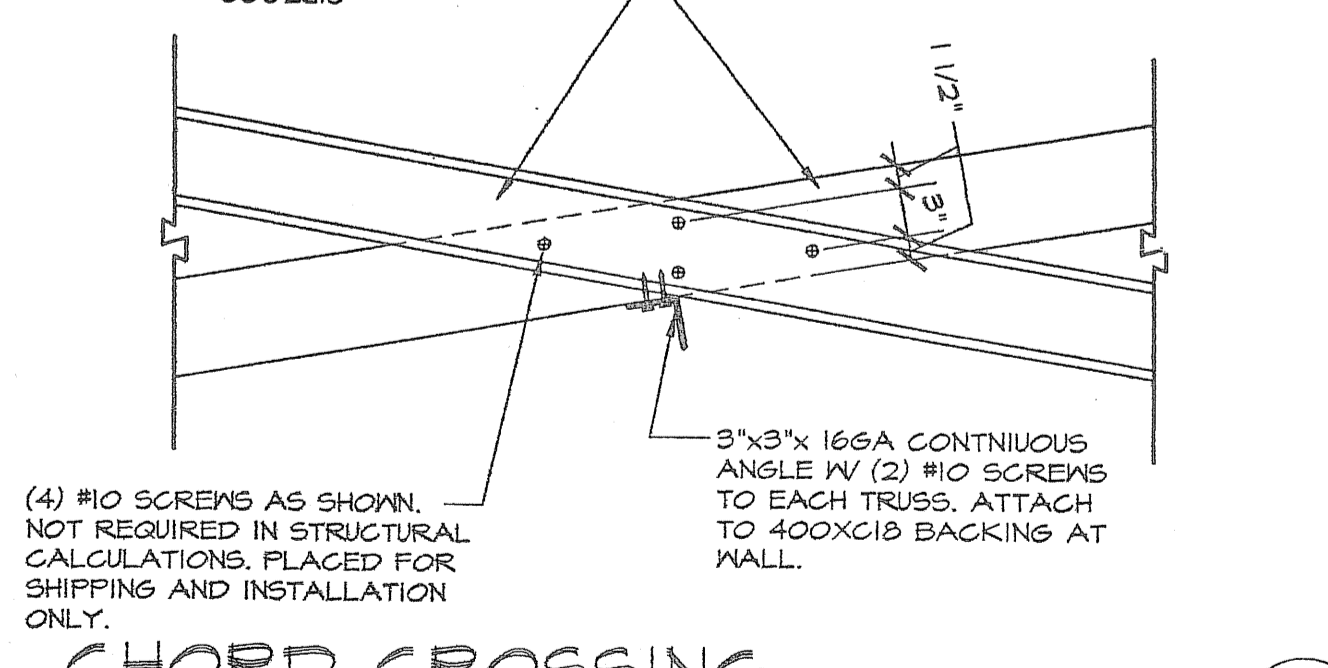 1 1/2"
3"
3"x3"x 16GA CONTNIUOUS
ANGLE W/ (2) #10 SCREWS
TO EACH TRUSS. ATTACH
TO 400XC18 BACKING AT
WALL.
(4) #10 SCREWS AS SHOWN.
NOT REQUIRED IN STRUCTURAL
CALCULATIONS. PLACED FOR
SHIPPING AND INSTALLATION
ONLY.
CHORD CROSSING